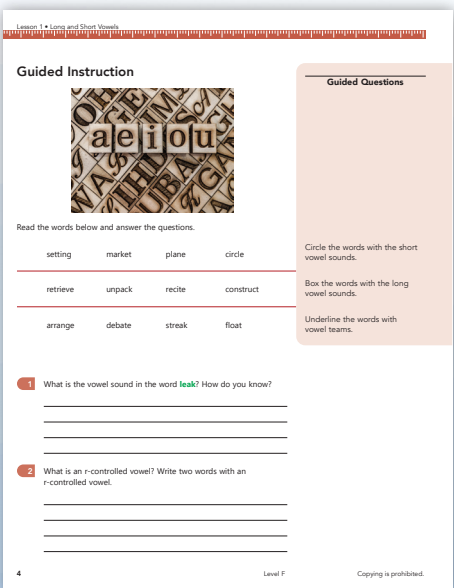 Lesson 1 • Long and Short Vowels
Guided Instruction
a e i o u
Read the words below and answer the questions.
setting market plane circle
retrieve unpack recite construct
arrange debate streak float
Guided Questions
Circle the words with the short
vowel sounds.
Box the words with the long
vowel sounds.
Underline the words with
vowel teams.
1 What is the vowel sound in the word leak? How do you know?
2 What is an r-controlled vowel? Write two words with an
r-controlled vowel.
4 Level F Copying is prohibited.